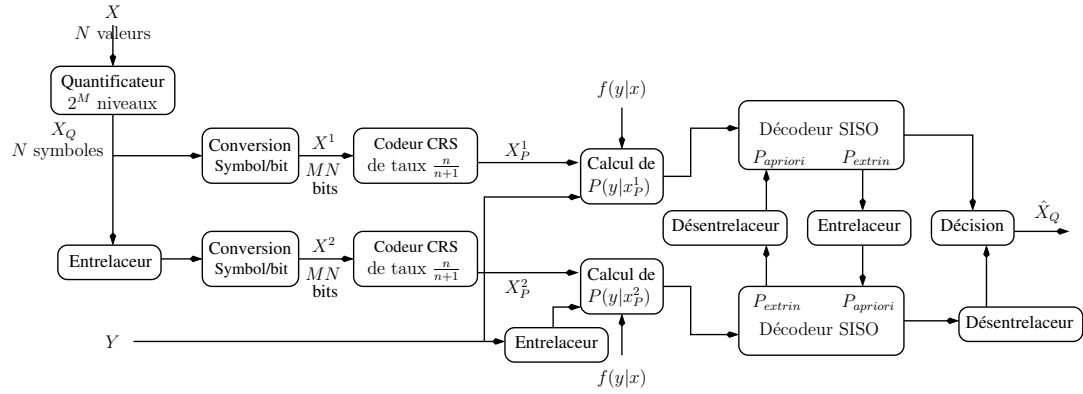 X
N valeurs
Quantificateur
2^M niveaux
X_Q
N symboles
Conversion
Symbol/bit
X^1
MN
bits
Codeur CRS
de taux n/n+1
X_P^1
f(y|x)
Calcul de
P(y|x_P^1)
Décodeur SISO
P_apriori P_extrin
Désentrelaceur
Entrelaceur
Décision
X̂_Q
Entrelaceur
Conversion
Symbol/bit
X^2
MN
bits
Codeur CRS
de taux n/n+1
X_P^2
Calcul de
P(y|x_P^2)
P_extrin P_apriori
Décodeur SISO
Désentrelaceur
Y
Entrelaceur
f(y|x)